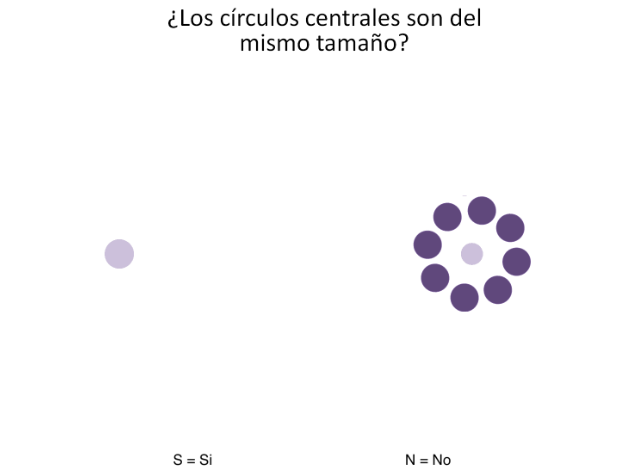 ¿Los círculos centrales son del
mismo tamaño?
S = Si
N = No